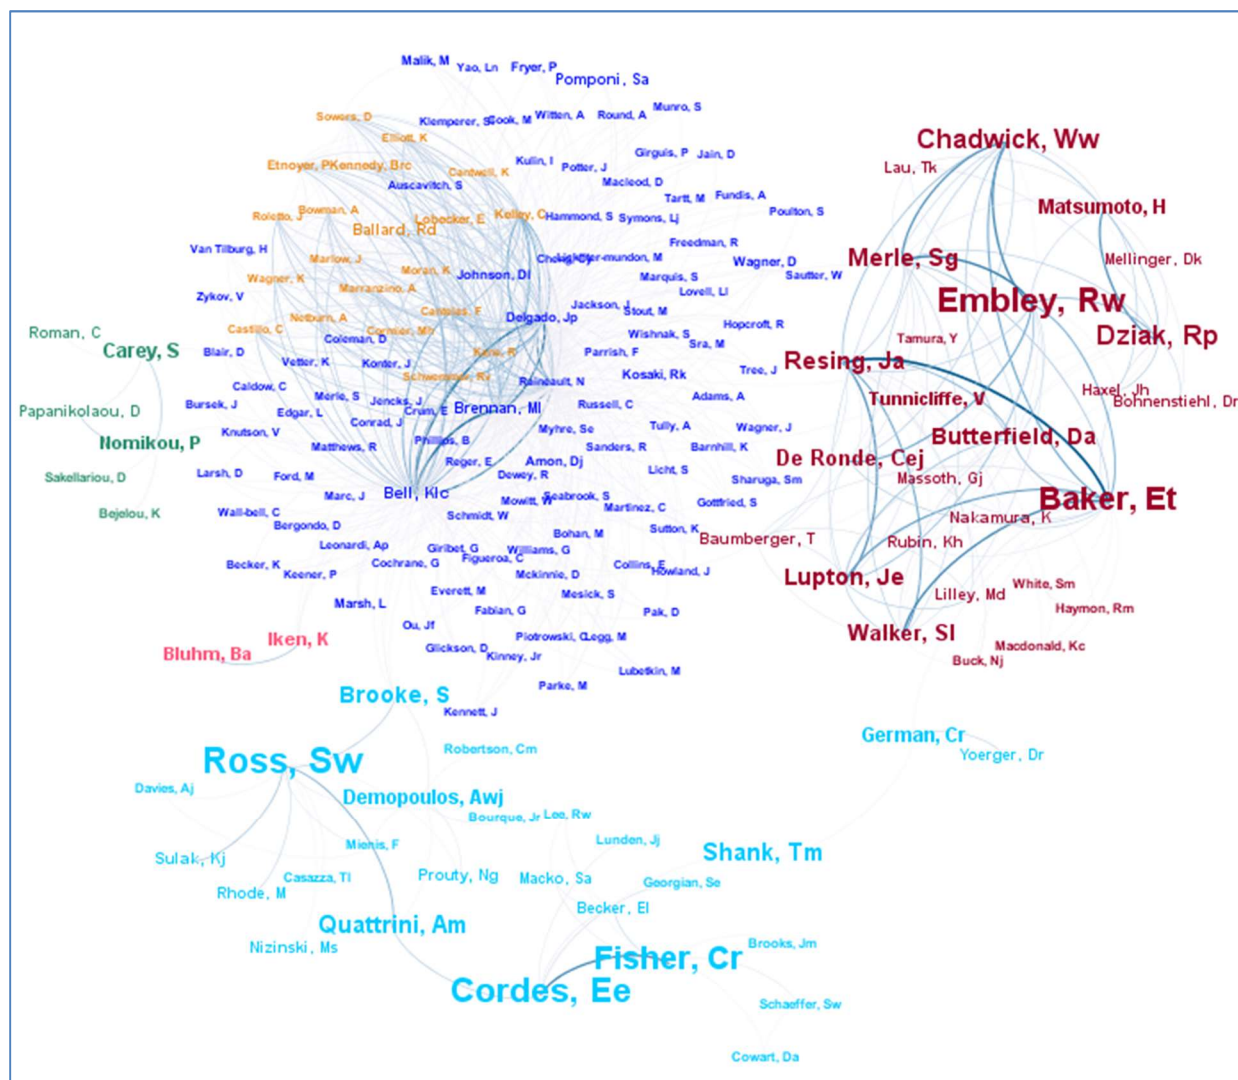 Malik, M
Yao, Ln
Fryer, P
Pomponi, Sa
Sowers, D
Klemperer, S
Cook, M
Witten, A
Round, A
Munro, S
Elliott, K
Chadwick, Ww
Etnoyer, P
Kennedy, Brc
Cantwell, K
Kulin, I
Potter, J
Girguis, P
Jain, D
Lau, Tk
Auscavitch, S
Macleod, D
Tartt, M
Fundis, A
Matsumoto, H
Roletto, J
Bowman, A
Lobecker, E
Kelley, C
Hammond, S
Symons, Lj
Poulton, S
Ballard, Rd
Van Tilburg, H
Marlow, J
Moran, K
Freedman, R
Wagner, D
Merle, Sg
Mellinger, Dk
Wagner, K
Johnson, Dl
Marquis, S
Sautter, W
Zykov, V
Marranzino, A
Lovell, Ll
Embley, Rw
Netburn, A
Cantelas, F
Delgado, Jp
Jackson, J
Stout, M
Castillo, C
Cormier, Mh
Coleman, D
Wishnak, S
Hopcroft, R
Dziak, Rp
Roman, C
Carey, S
Blair, D
Vetter, K
Konter, J
Kane, R
Parrish, F
Sra, M
Tamura, Y
Resing, Ja
Tree, J
Raineault, N
Kosaki, Rk
Caldow, C
Merle, S
Jencks, J
Adams, A
Haxel, Jh
Bohnenstiehl, Dr
Tunnicliffe, V
Papanikolaou, D
Bursek, J
Edgar, L
Conrad, J
Crum, E
Brennan, Ml
Russell, C
Nomikou, P
Knutson, V
Matthews, R
Phillips, B
Myhre, Se
Tully, A
Wagner, J
Butterfield, Da
Sanders, R
Barnhill, K
De Ronde, Cej
Sakellariou, D
Larsh, D
Ford, M
Reger, E
Amon, Dj
Dewey, R
Licht, S
Sharuga, Sm
Massoth, Gj
Marc, J
Bell, Klc
Mowitt, W
Seabrook, S
Martinez, C
Gottfried, S
Baker, Et
Bejelou, K
Wall-bell, C
Bergondo, D
Schmidt, W
Bohan, M
Sutton, K
Nakamura, K
Baumberger, T
Rubin, Kh
Leonardi, Ap
Giribet, G
Williams, G
Becker, K
Keener, P
Cochrane, G
Figueroa, C
Mckinnie, D
Collins, E
Howland, J
Lupton, Je
White, Sm
Lilley, Md
Everett, M
Mesick, S
Marsh, L
Fabian, G
Pak, D
Haymon, Rm
Ou, Jf
Walker, Sl
Iken, K
Piotrowski, C
Legg, M
Bluhm, Ba
Glickson, D
Kinney, Jr
Macdonald, Kc
Buck, Nj
Lubetkin, M
Parke, M
Brooke, S
Kennett, J
German, Cr
Robertson, Cm
Yoerger, Dr
Ross, Sw
Davies, Aj
Demopoulos, Awj
Bourque, Jr
Lee, Rw
Mienis, F
Lunden, Jj
Shank, Tm
Sulak, Kj
Casazza, Tl
Prouty, Ng
Macko, Sa
Georgian, Se
Rhode, M
Becker, El
Quattrini, Am
Nizinski, Ms
Brooks, Jm
Fisher, Cr
Cordes, Ee
Schaeffer, Sw
Cowart, Da